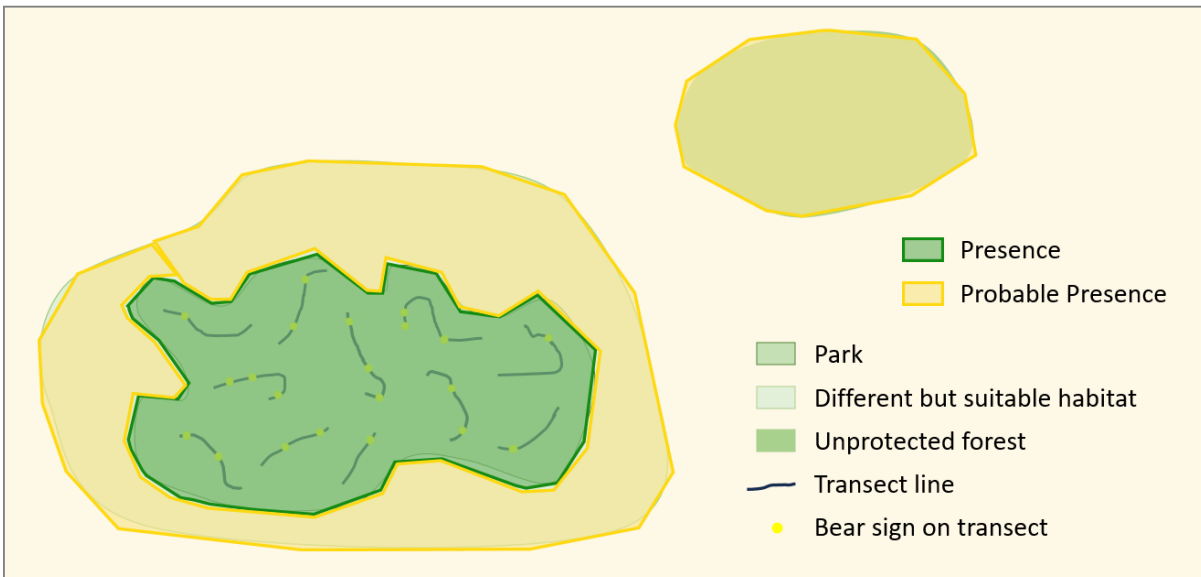 Presence
Probable Presence
Park
Different but suitable habitat
Unprotected forest
Transect line
Bear sign on transect